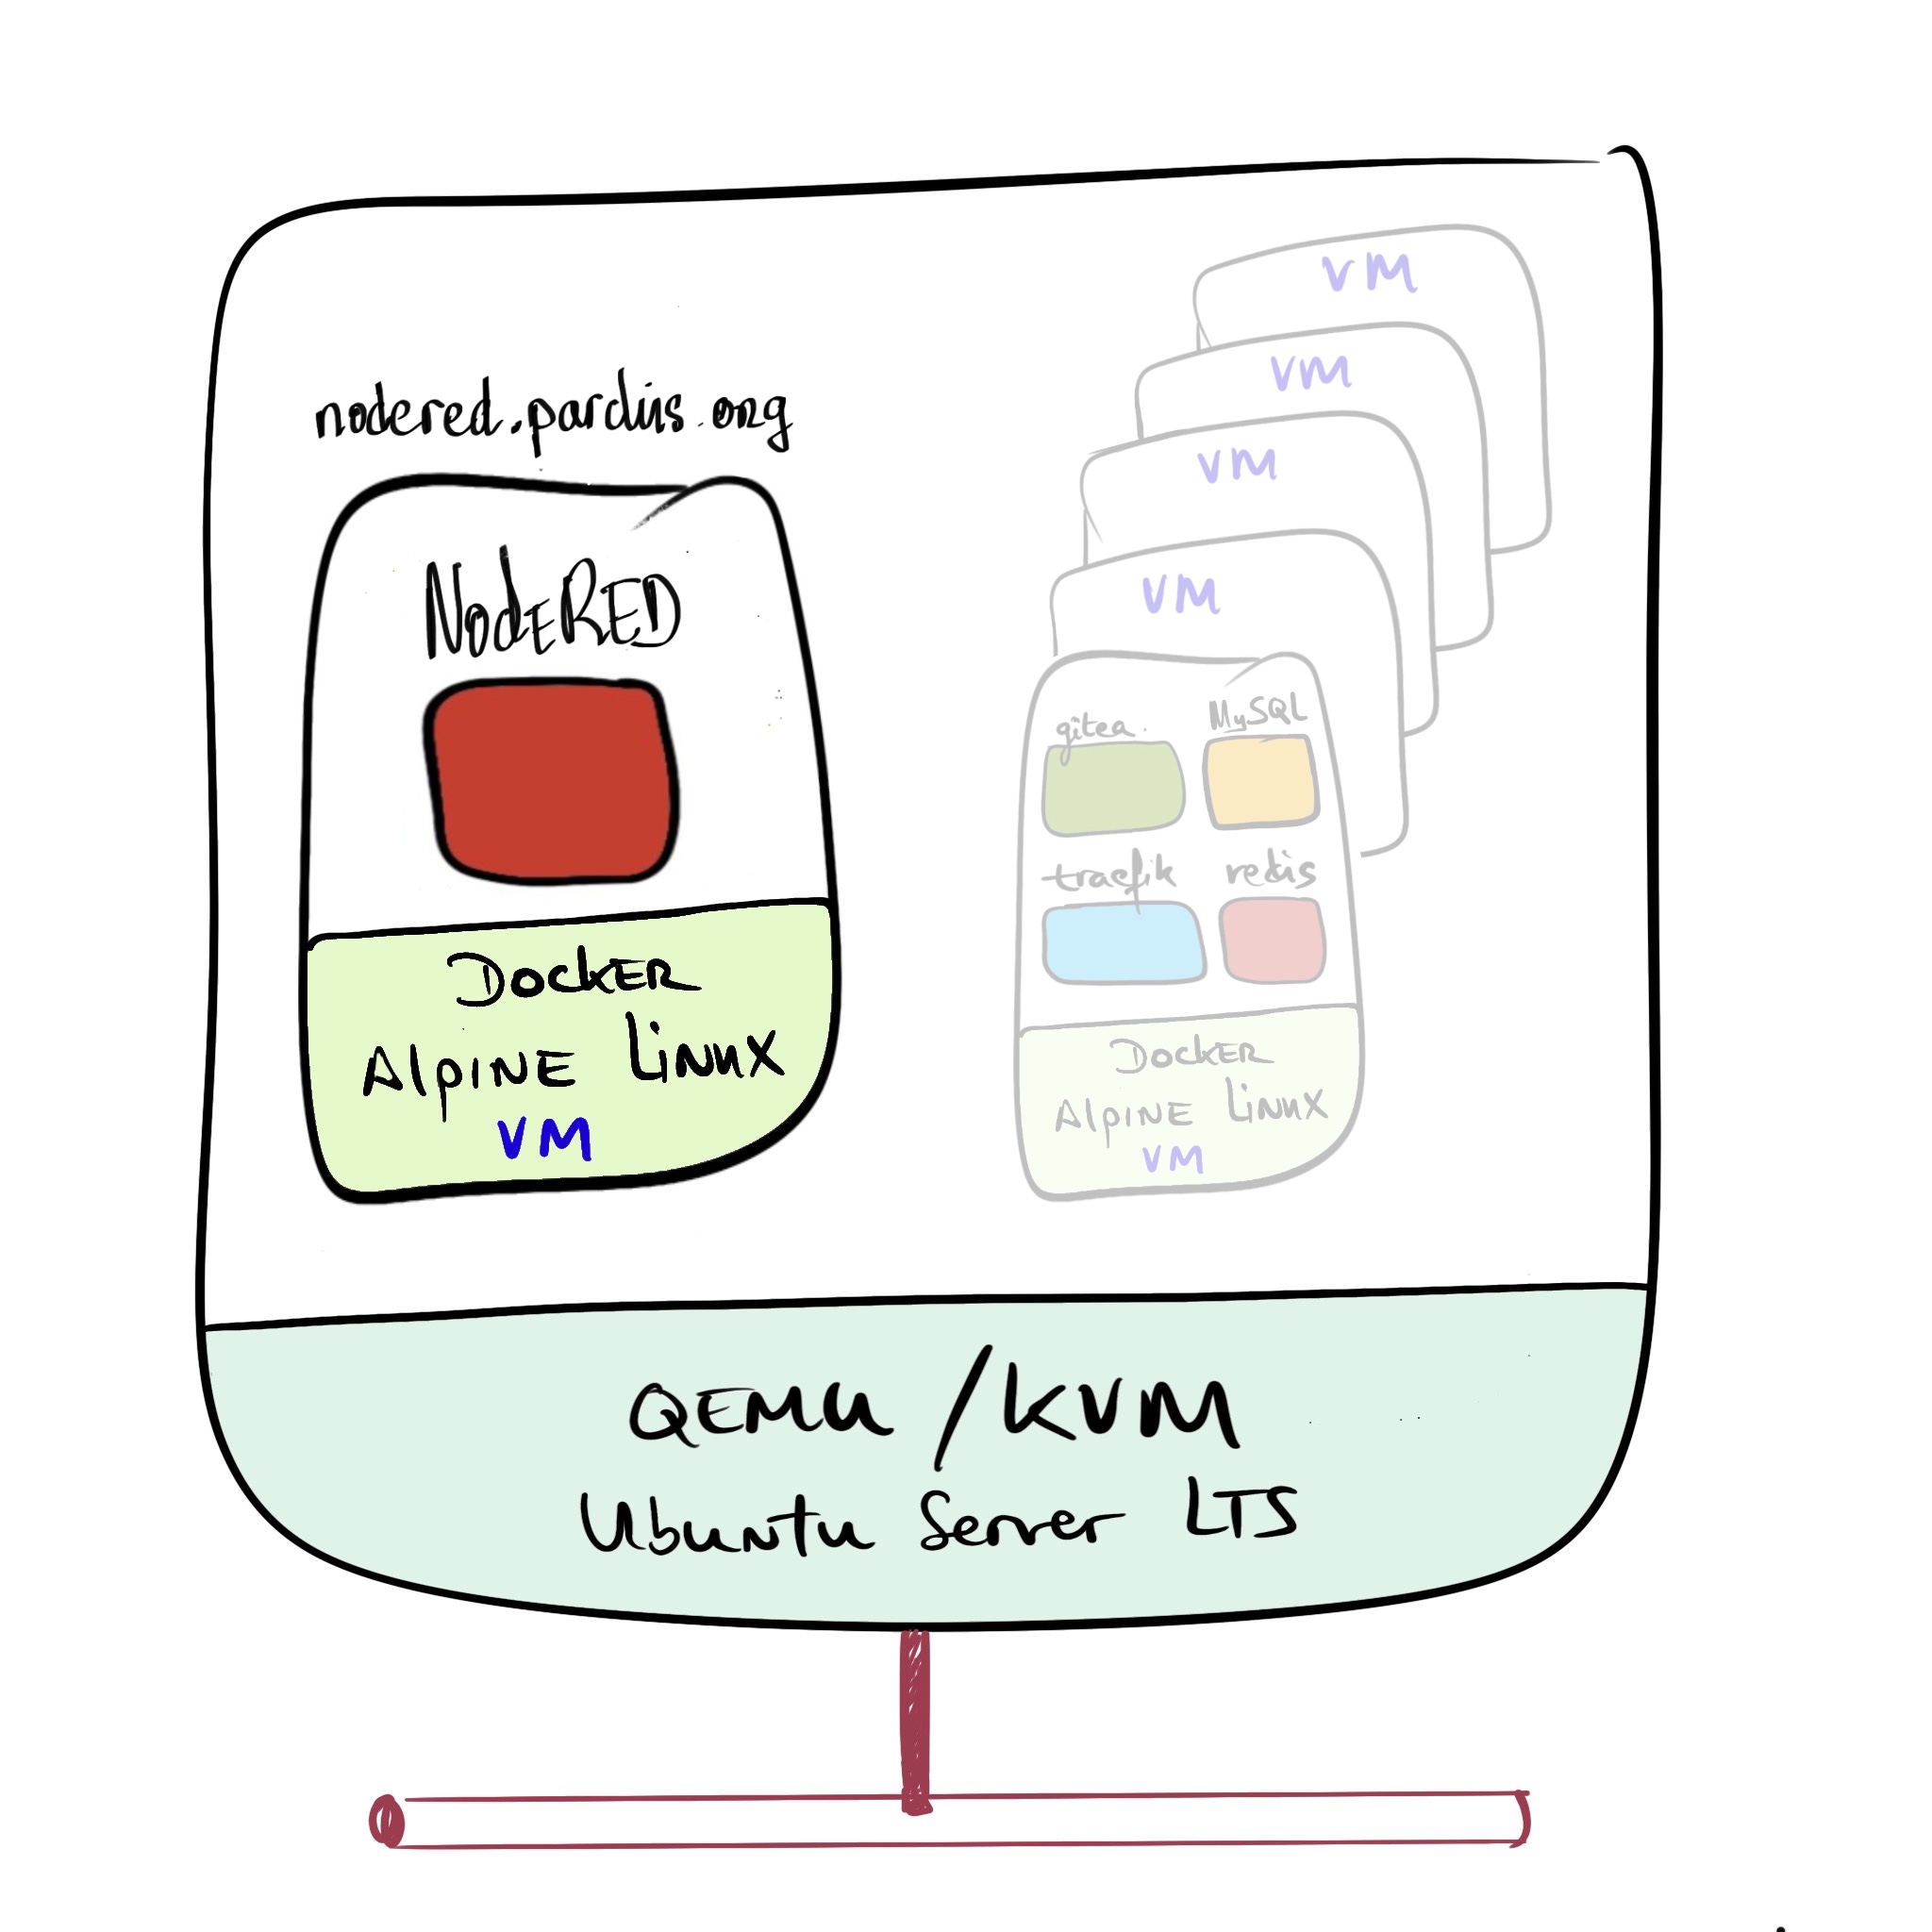 nodered.parduis.org
NodeRED
Docker
Alpine Linux
VM
VM
VM
VM
VM
gitea
MySQL
traefik
redis
Docker
Alpine Linux
VM
QEMU / KVM
Ubuntu Server LTS